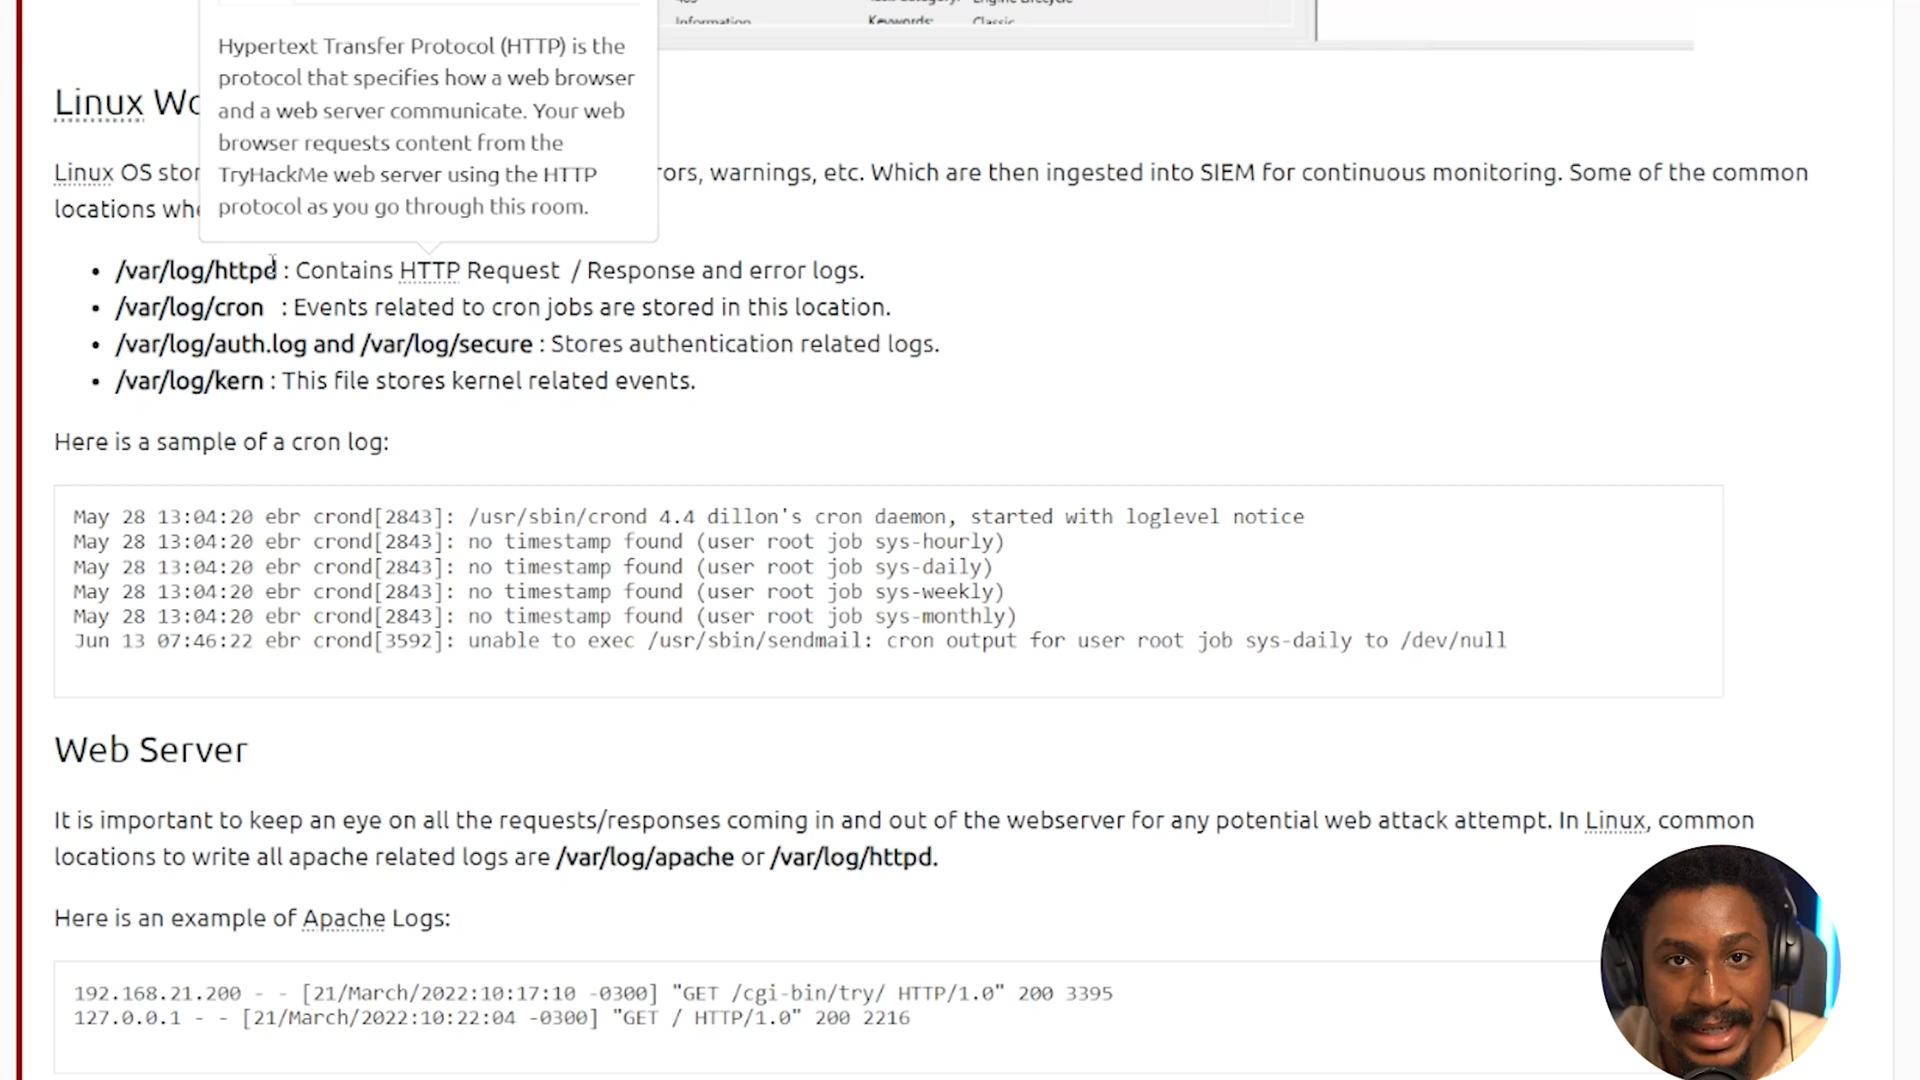 Information
Keywords:
Classic
Hypertext Transfer Protocol (HTTP) is the
protocol that specifies how a web browser
and a web server communicate. Your web
browser requests content from the
TryHackMe web server using the HTTP
protocol as you go through this room.
Linux Wo
Linux OS stor
rors, warnings, etc. Which are then ingested into SIEM for continuous monitoring. Some of the common
locations whe
• /var/log/httpd : Contains HTTP Request / Response and error logs.
• /var/log/cron : Events related to cron jobs are stored in this location.
• /var/log/auth.log and /var/log/secure : Stores authentication related logs.
• /var/log/kern : This file stores kernel related events.
Here is a sample of a cron log:
May 28 13:04:20 ebr crond[2843]: /usr/sbin/crond 4.4 dillon's cron daemon, started with loglevel notice
May 28 13:04:20 ebr crond[2843]: no timestamp found (user root job sys-hourly)
May 28 13:04:20 ebr crond[2843]: no timestamp found (user root job sys-daily)
May 28 13:04:20 ebr crond[2843]: no timestamp found (user root job sys-weekly)
May 28 13:04:20 ebr crond[2843]: no timestamp found (user root job sys-monthly)
Jun 13 07:46:22 ebr crond[3592]: unable to exec /usr/sbin/sendmail: cron output for user root job sys-daily to /dev/null
Web Server
It is important to keep an eye on all the requests/responses coming in and out of the webserver for any potential web attack attempt. In Linux, common
locations to write all apache related logs are /var/log/apache or /var/log/httpd.
Here is an example of Apache Logs:
192.168.21.200 - - [21/March/2022:10:17:10 -0300] "GET /cgi-bin/try/ HTTP/1.0" 200 3395
127.0.0.1 - - [21/March/2022:10:22:04 -0300] "GET / HTTP/1.0" 200 2216